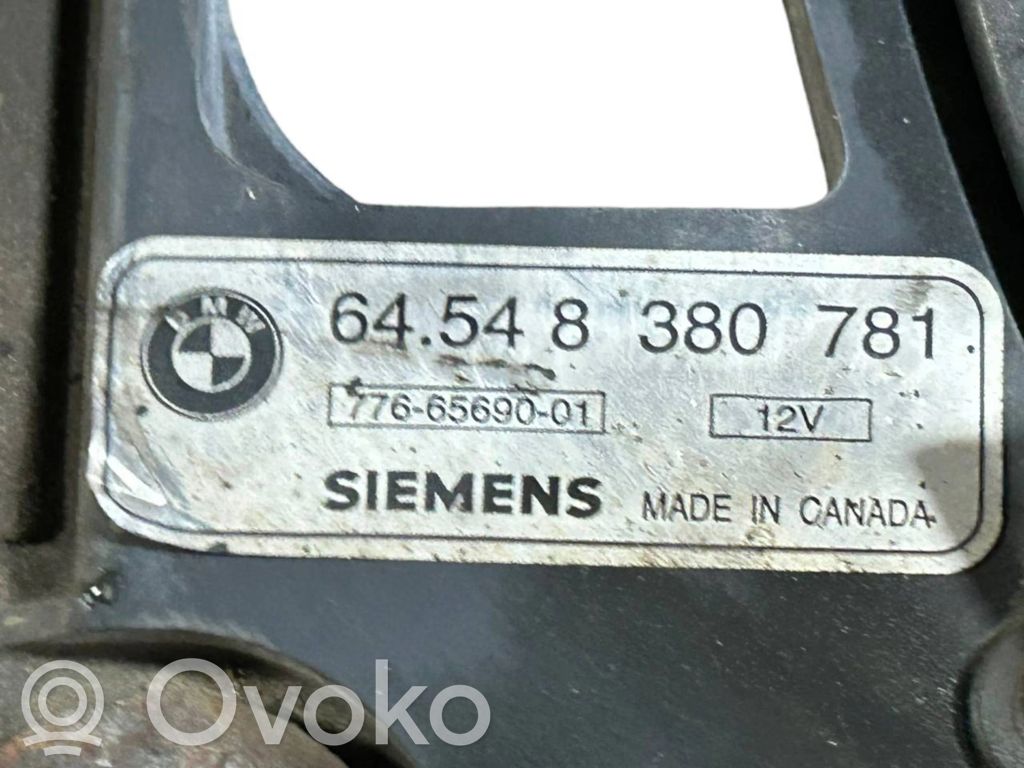 BMW
64.54 8 380 781
776-65690-01 12V
SIEMENS MADE IN CANADA
Ovoko